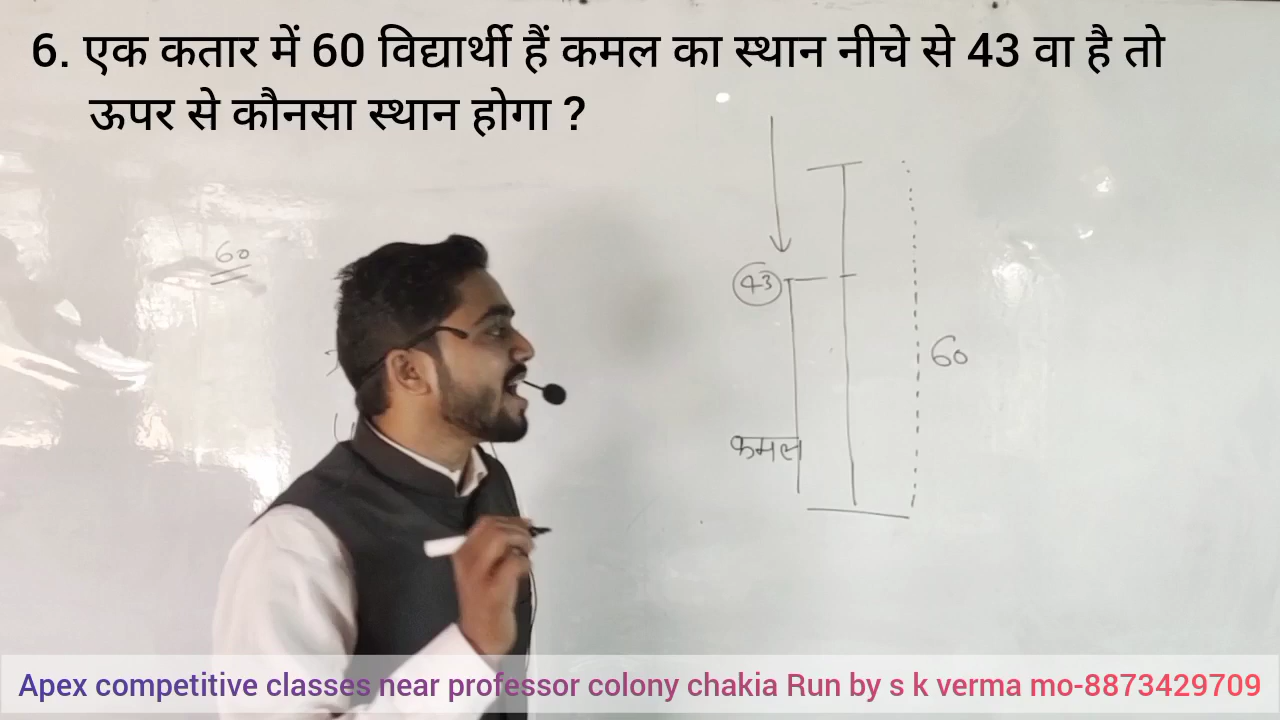 6. एक कतार में 60 विद्यार्थी हैं कमल का स्थान नीचे से 43 वा है तो
ऊपर से कौनसा स्थान होगा ?
60
43
60
कमल
Apex competitive classes near professor colony chakia Run by s k verma mo-8873429709